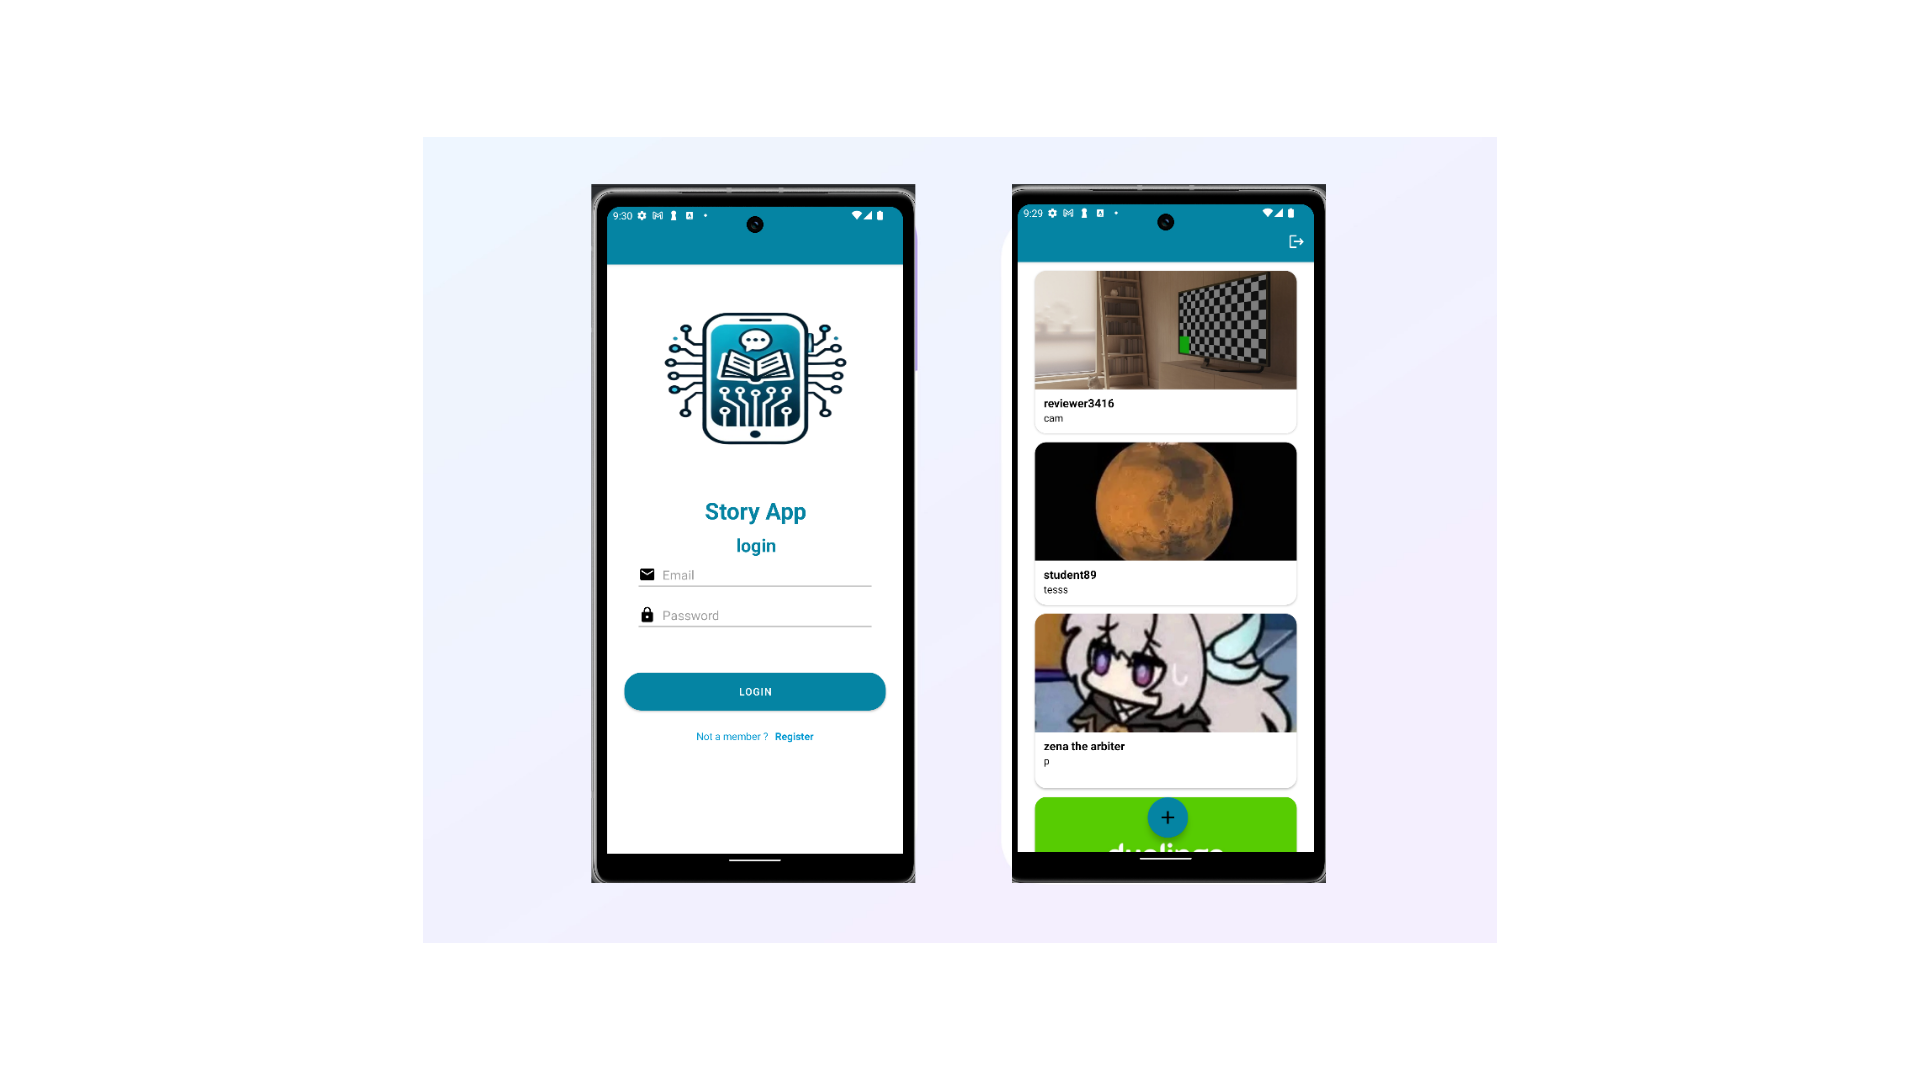 9:30
Story App
login
Email
Password
LOGIN
Not a member ? Register
9:29
reviewer3416
cam
student89
tesss
zena the arbiter
p
duolingo